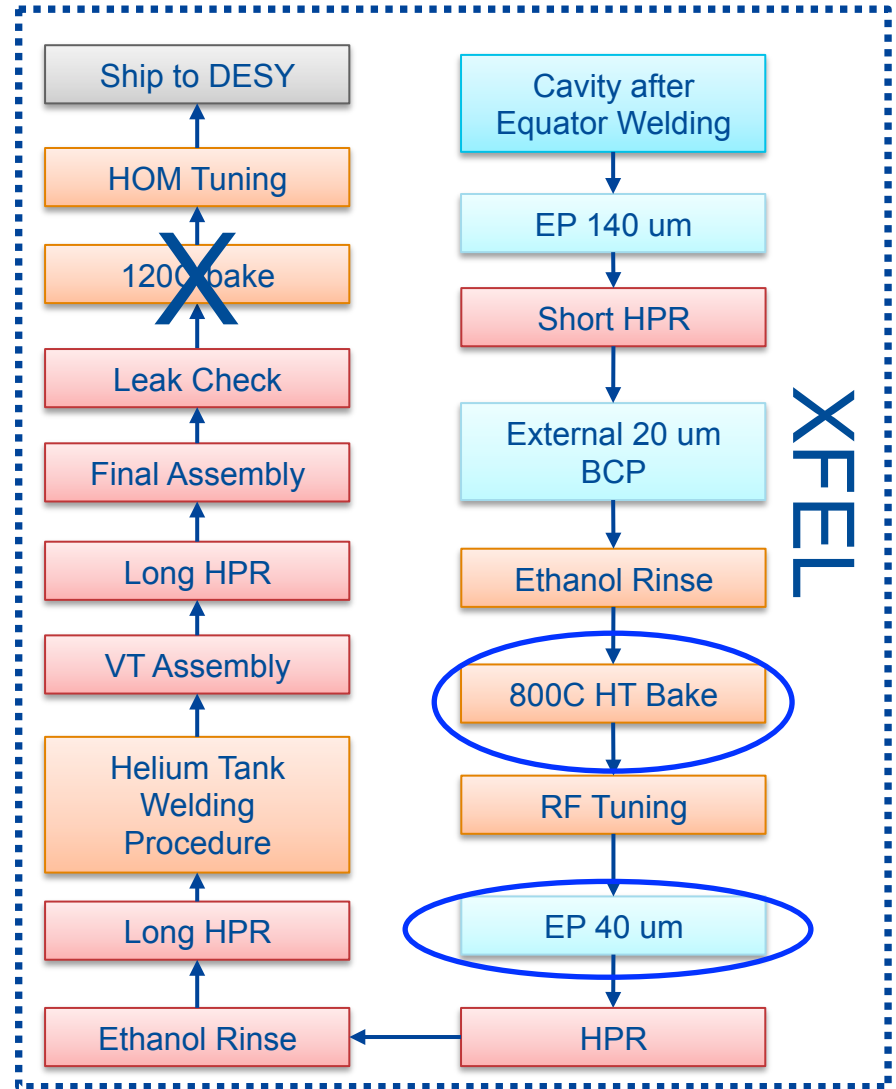 Cavity after
Equator Welding
EP 140 um
Short HPR
External 20 um
BCP
Ethanol Rinse
800C HT Bake
RF Tuning
EP 40 um
HPR
Ethanol Rinse
Long HPR
Helium Tank
Welding
Procedure
VT Assembly
Long HPR
Final Assembly
Leak Check
120C bake
X
HOM Tuning
Ship to DESY
XFEL